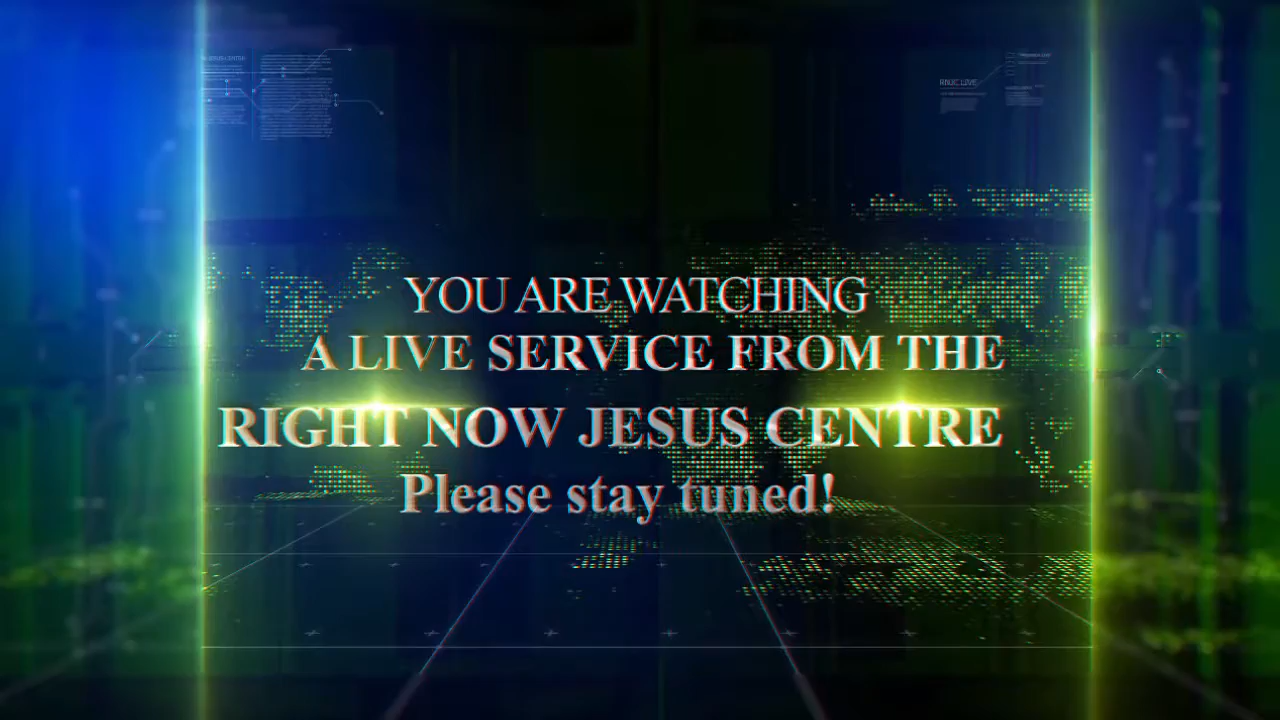 YOU ARE WATCHING
A LIVE SERVICE FROM THE
RIGHT NOW JESUS CENTRE
Please stay tuned!